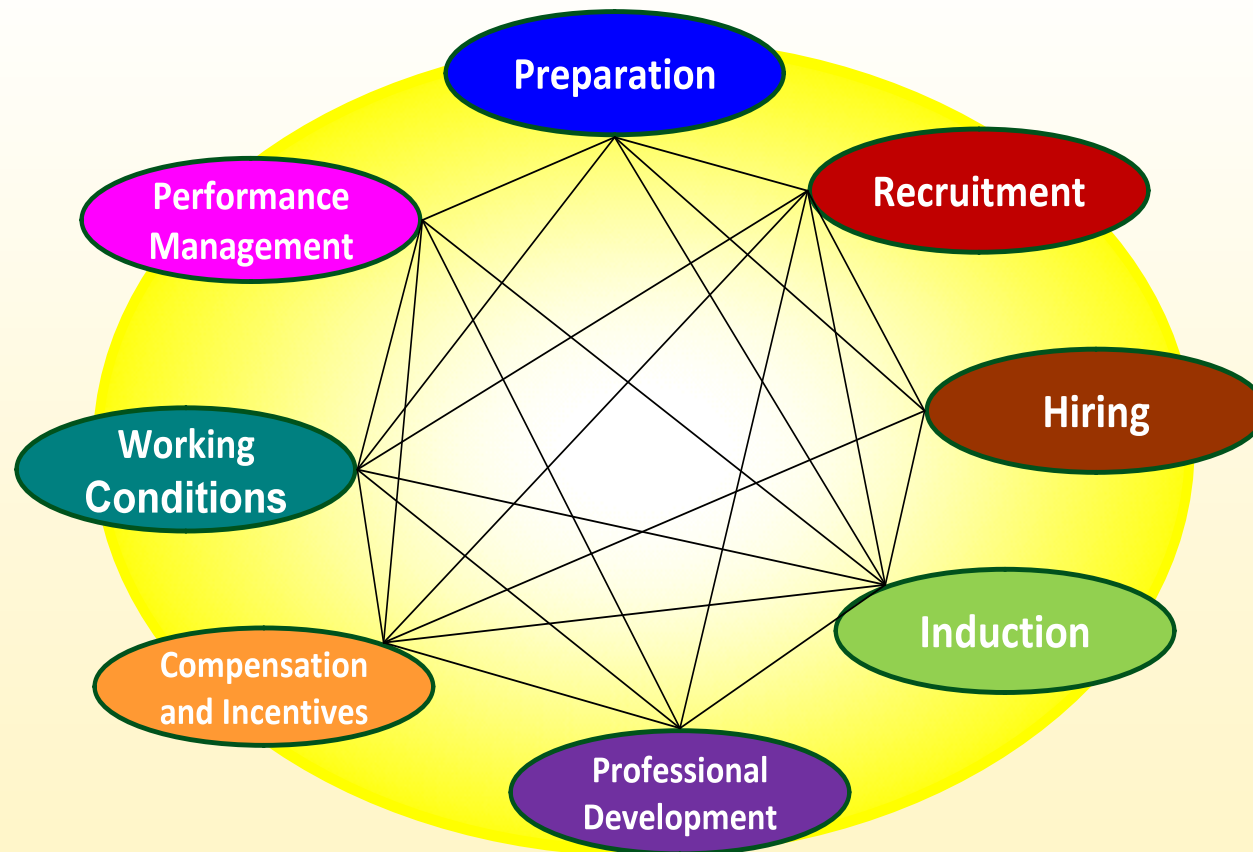 Preparation
Recruitment
Performance
Management
Hiring
Working
Conditions
Induction
Compensation
and Incentives
Professional
Development